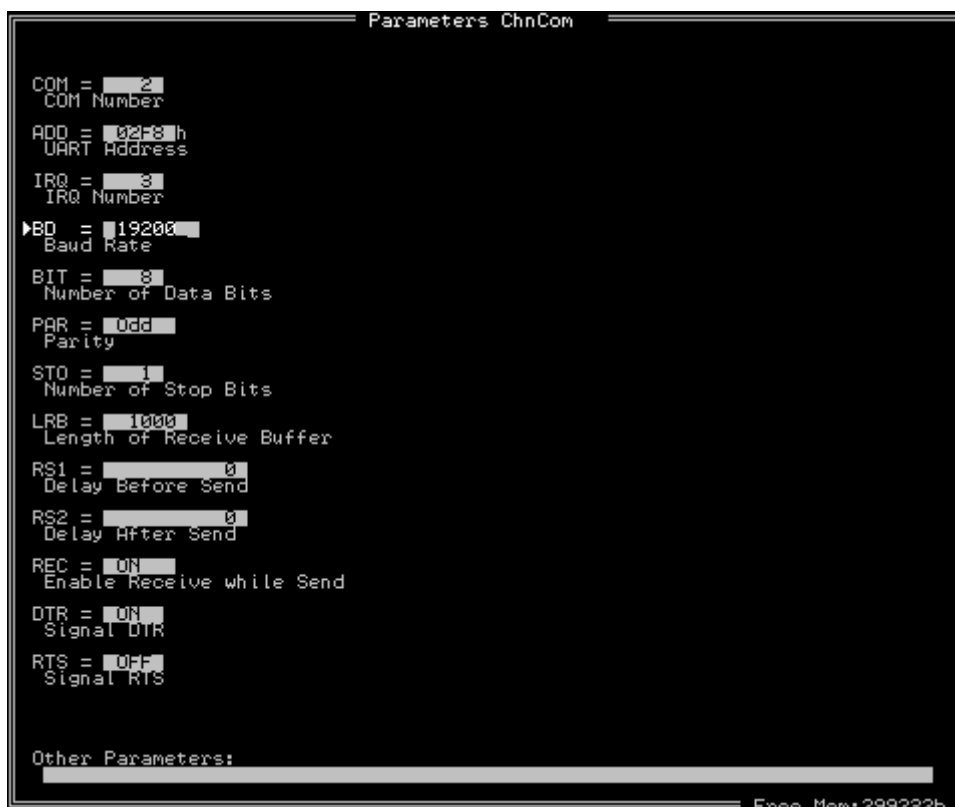 Parameters ChnCom
COM = 2
COM Number
ADD = 02F8 h
UART Address
IRQ = 3
IRQ Number
►BD = 19200
Baud Rate
BIT = 8
Number of Data Bits
PAR = Odd
Parity
STO = 1
Number of Stop Bits
LRB = 1000
Length of Receive Buffer
RS1 = 0
Delay Before Send
RS2 = 0
Delay After Send
REC = ON
Enable Receive while Send
DTR = ON
Signal DTR
RTS = OFF
Signal RTS
Other Parameters:
Free Mem: